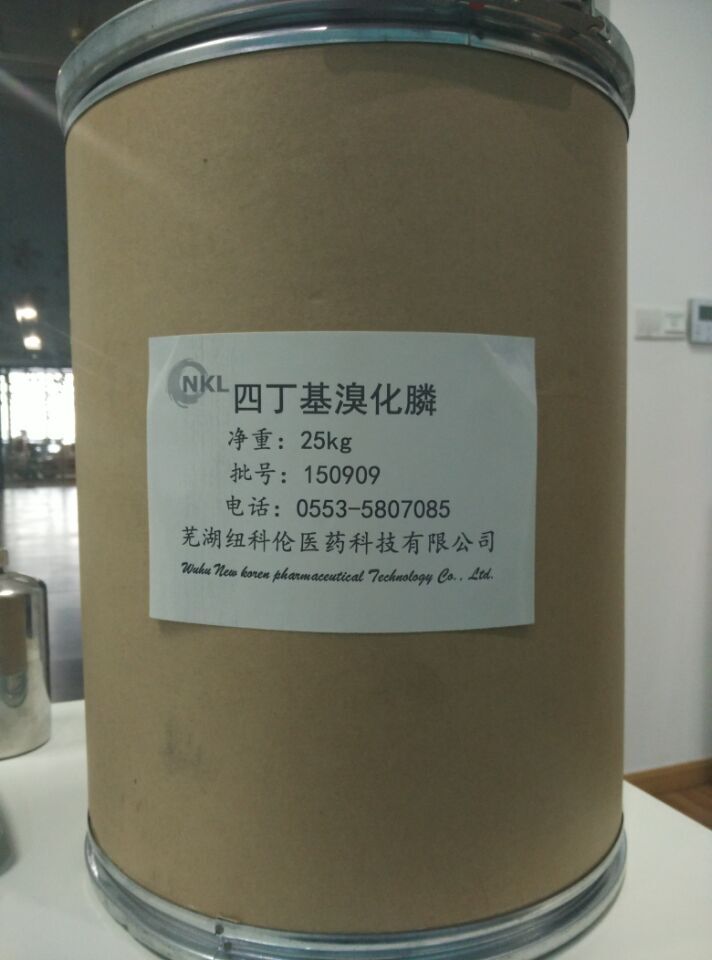 NKL
四丁基溴化膦
净重：25kg
批号：150909
电话：0553-5807085
芜湖纽科伦医药科技有限公司
Wuhu New koren pharmaceutical Technology Co., Ltd.